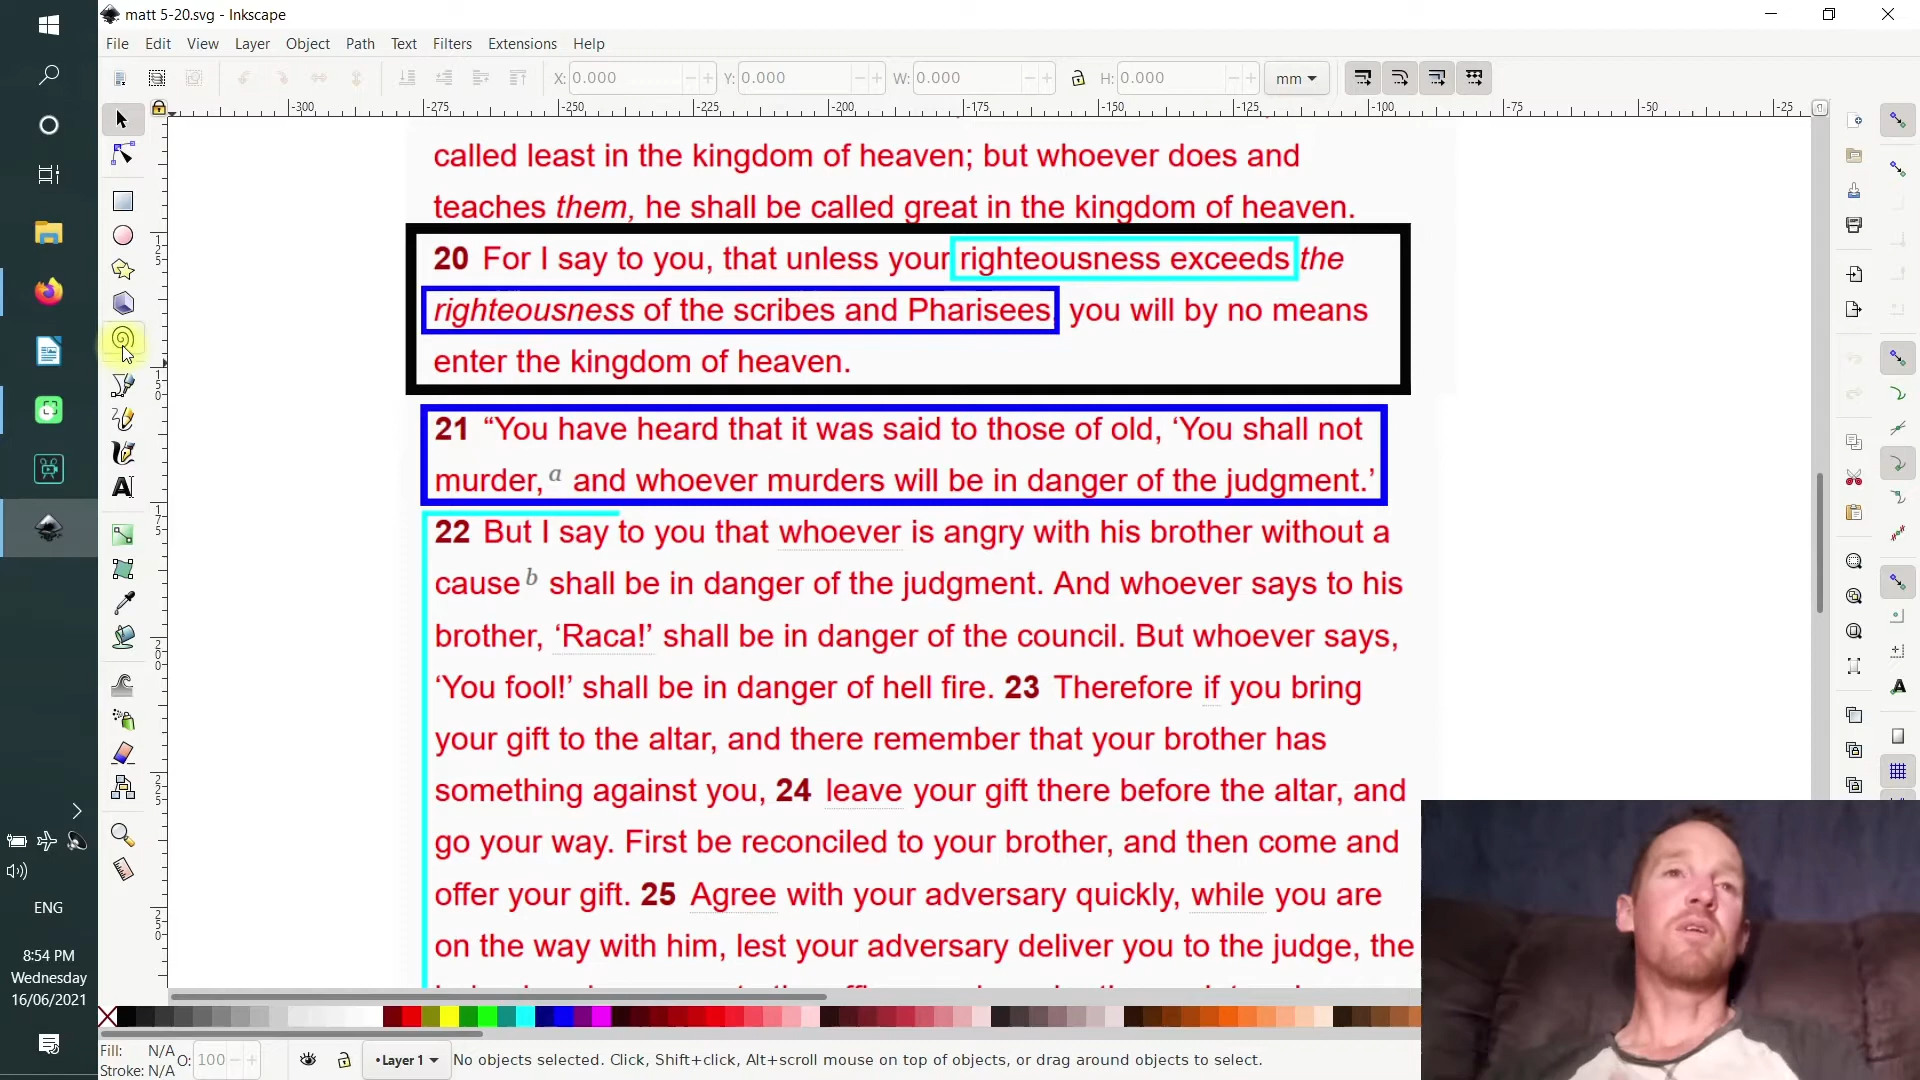 matt 5-20.svg - Inkscape
File Edit View Layer Object Path Text Filters Extensions Help
X: 0.000 Y: 0.000 W: 0.000 H: 0.000 mm
-300 -275 -250 -225 -200 -175 -150 -125 -100 -75 -50 -25
called least in the kingdom of heaven; but whoever does and
teaches them, he shall be called great in the kingdom of heaven.
20 For I say to you, that unless your righteousness exceeds the
righteousness of the scribes and Pharisees, you will by no means
enter the kingdom of heaven.
21 “You have heard that it was said to those of old, ‘You shall not
murder, a and whoever murders will be in danger of the judgment.’
22 But I say to you that whoever is angry with his brother without a
cause b shall be in danger of the judgment. And whoever says to his
brother, ‘Raca!’ shall be in danger of the council. But whoever says,
‘You fool!’ shall be in danger of hell fire. 23 Therefore if you bring
your gift to the altar, and there remember that your brother has
something against you, 24 leave your gift there before the altar, and
go your way. First be reconciled to your brother, and then come and
offer your gift. 25 Agree with your adversary quickly, while you are
on the way with him, lest your adversary deliver you to the judge, the
ENG
8:54 PM
Wednesday
16/06/2021
Fill: N/A
Stroke: N/A
O: 100
Layer 1
No objects selected. Click, Shift+click, Alt+scroll mouse on top of objects, or drag around objects to select.